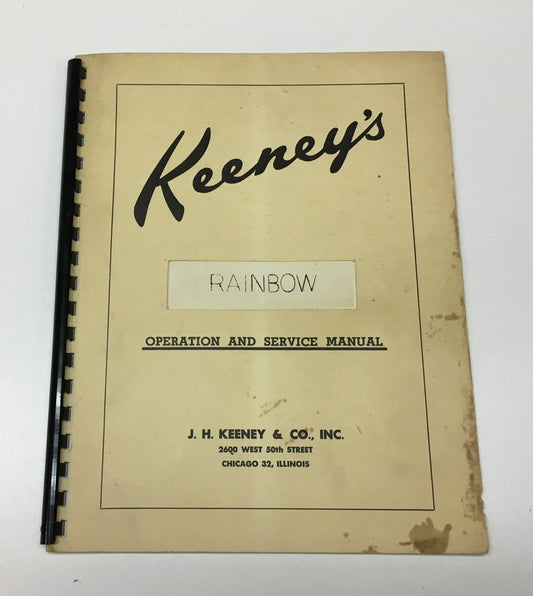 Keeney's
RAINBOW
OPERATION AND SERVICE MANUAL
J. H. KEENEY & CO., INC.
2600 WEST 50th STREET
CHICAGO 32, ILLINOIS